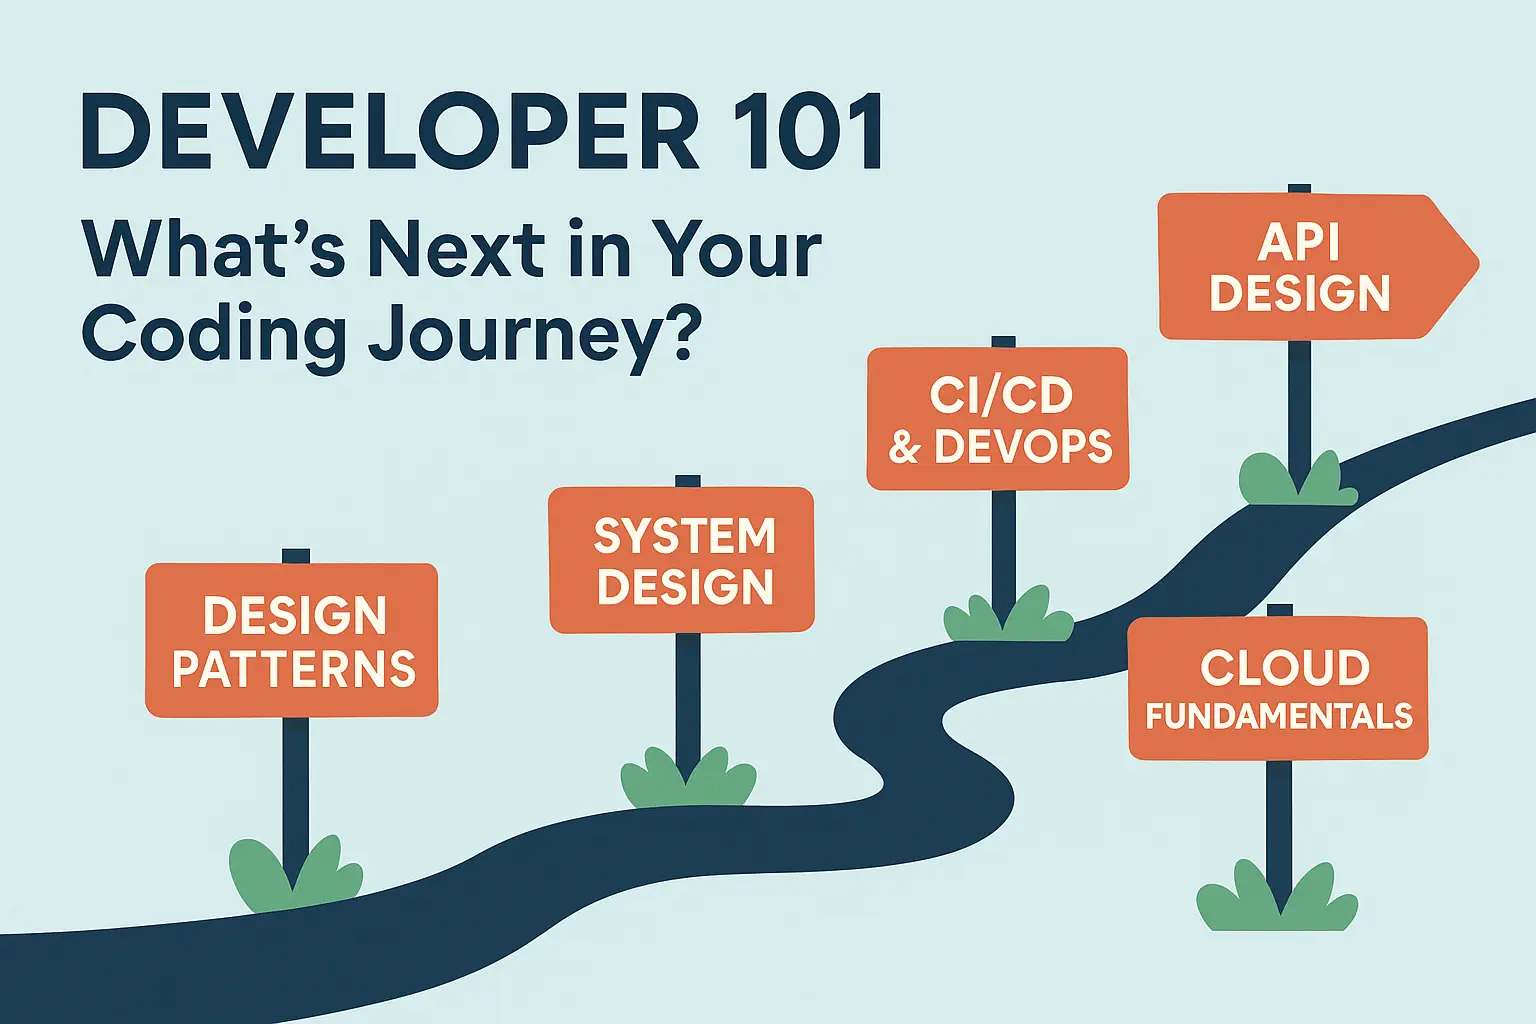 DEVELOPER 101
What’s Next in Your
Coding Journey?
DESIGN
PATTERNS
SYSTEM
DESIGN
CI/CD
& DEVOPS
API
DESIGN
CLOUD
FUNDAMENTALS